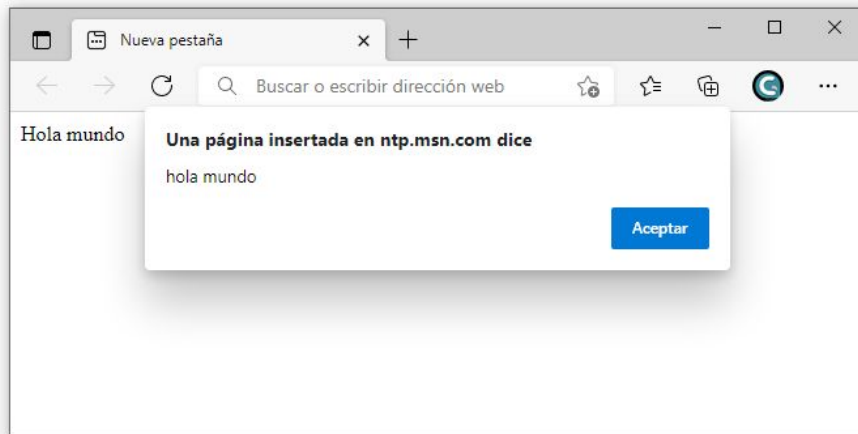 Nueva pestaña
Buscar o escribir dirección web
Hola mundo
Una página insertada en ntp.msn.com dice
hola mundo
Aceptar